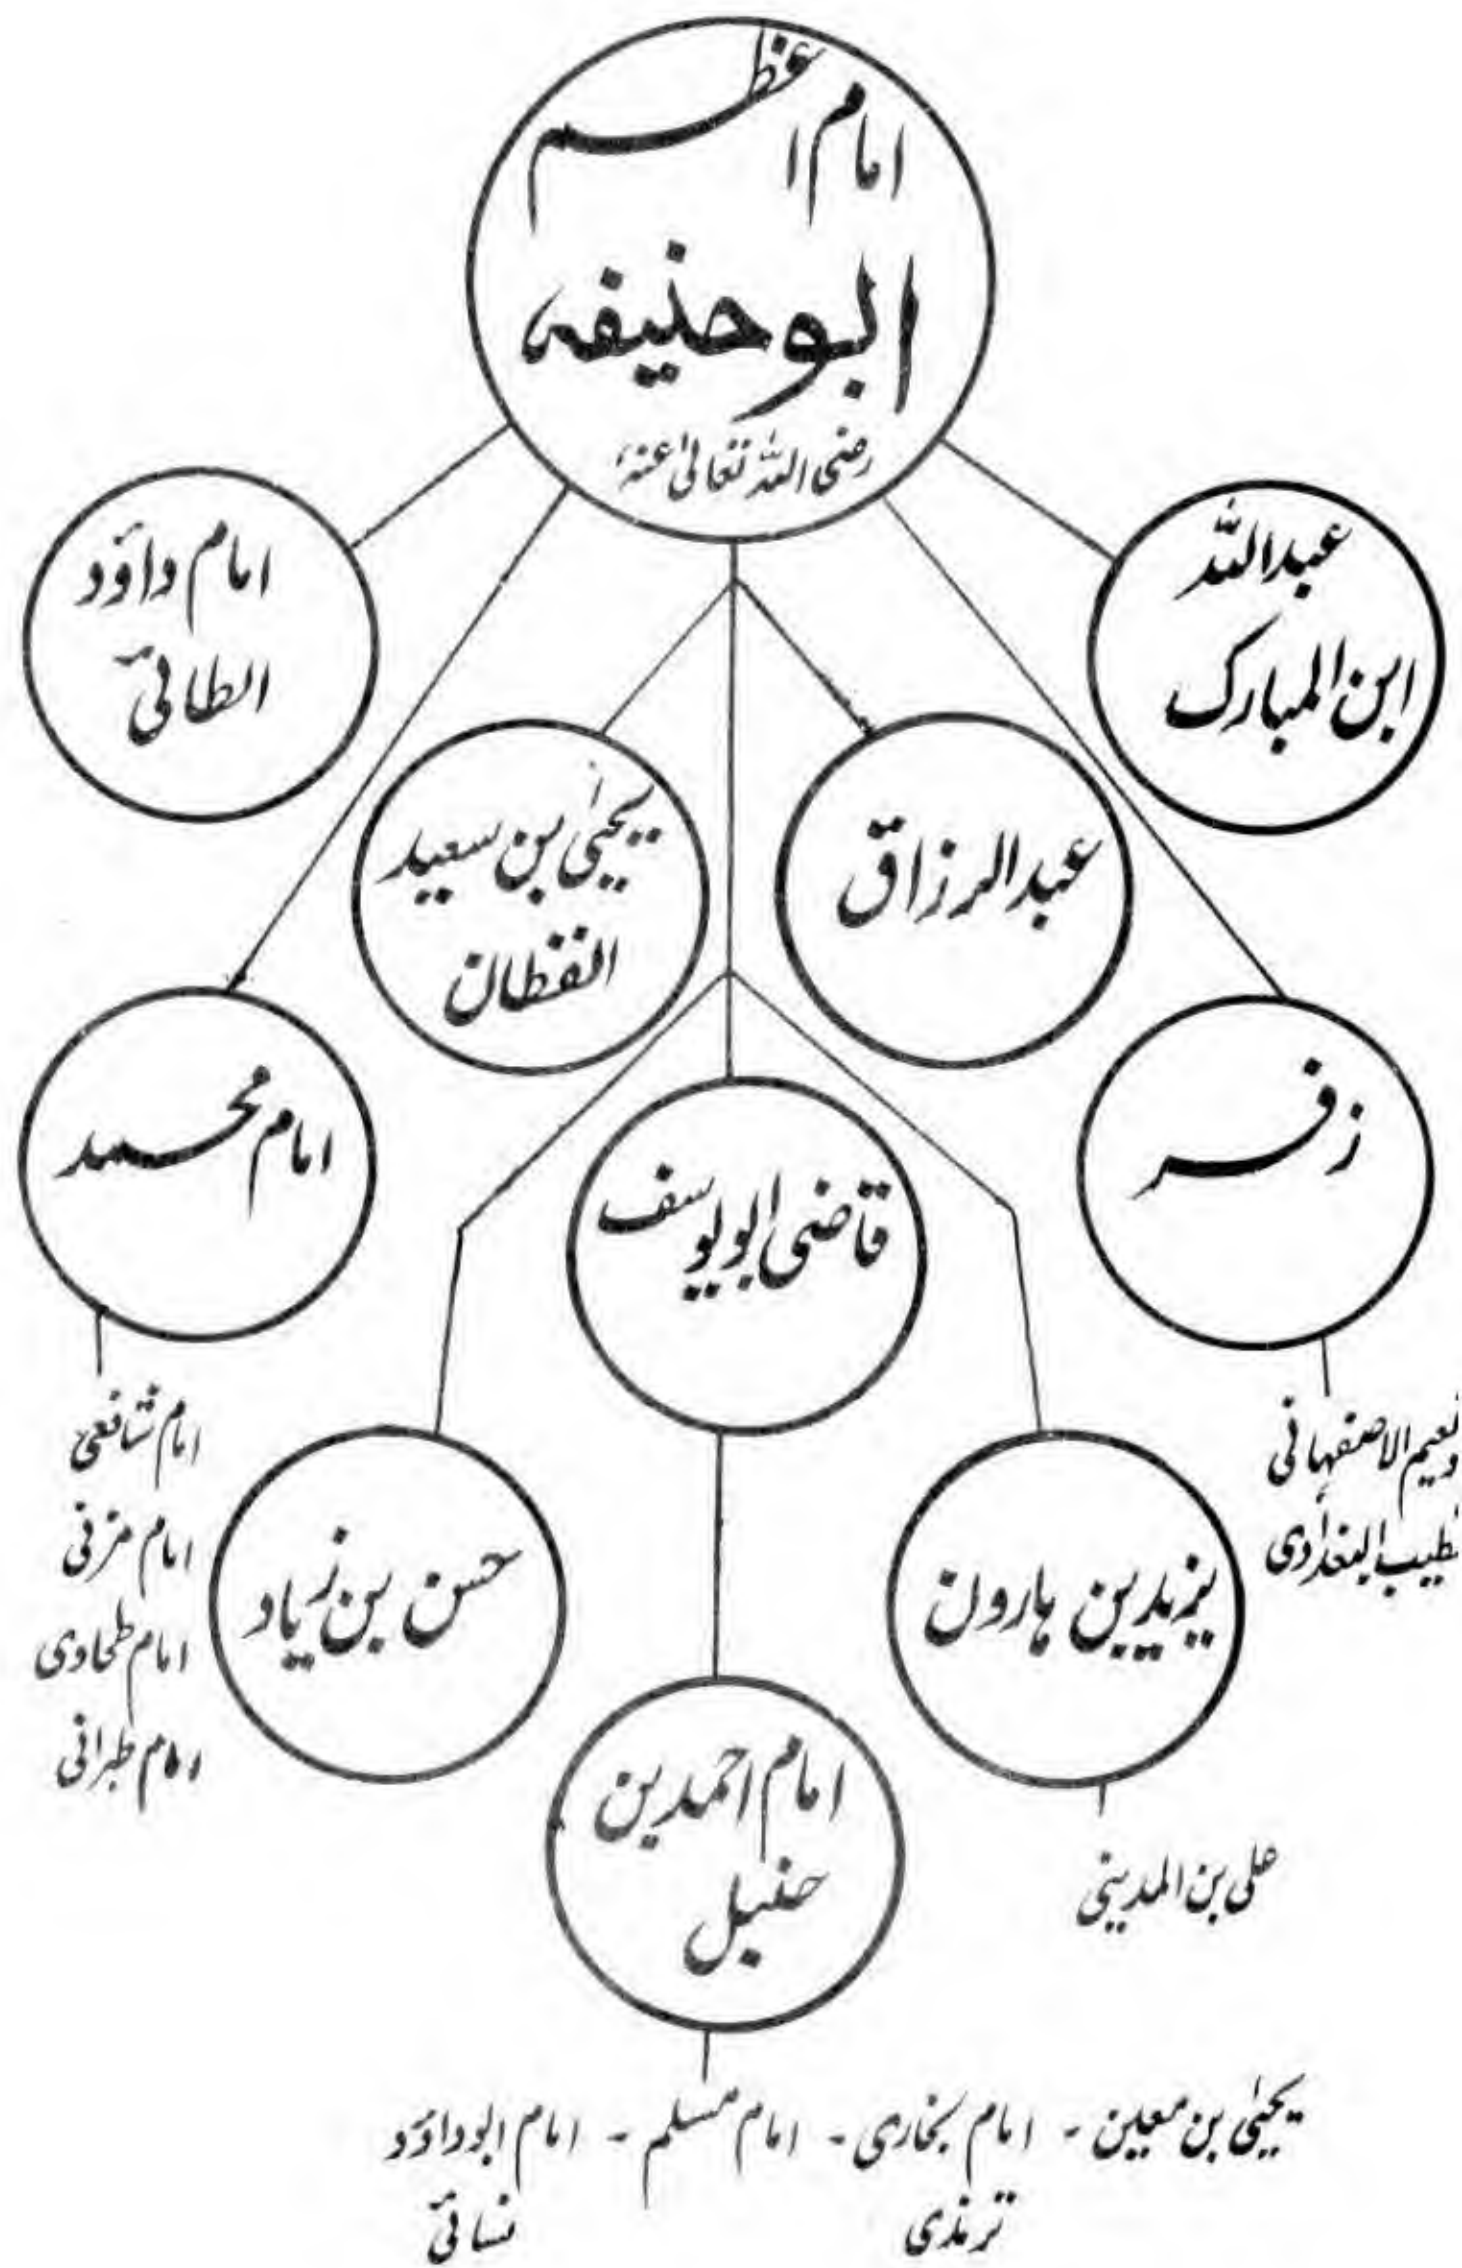 امام اعظم
ابوحنیفہ
رضی اللہ تعالیٰ عنہ
عبداللہ
ابن المبارک
امام داؤد
الطائیؒ
عبدالرزاق
یحییٰ بن سعید
القطان
زفر
امام محمد
قاضی ابویوسف
نعیم الاصفہانی
البغدادی
امام شافعیؒ
امام مزنی
امام طحاوی
امام طبرانی
یزید بن ہارون
حسن بن زیاد
امام احمد بن
حنبل
علی بن المدینی
یحییٰ بن معین - امام بخاری - امام مسلم - امام ابوداؤد
ترمذی نسائیؒ